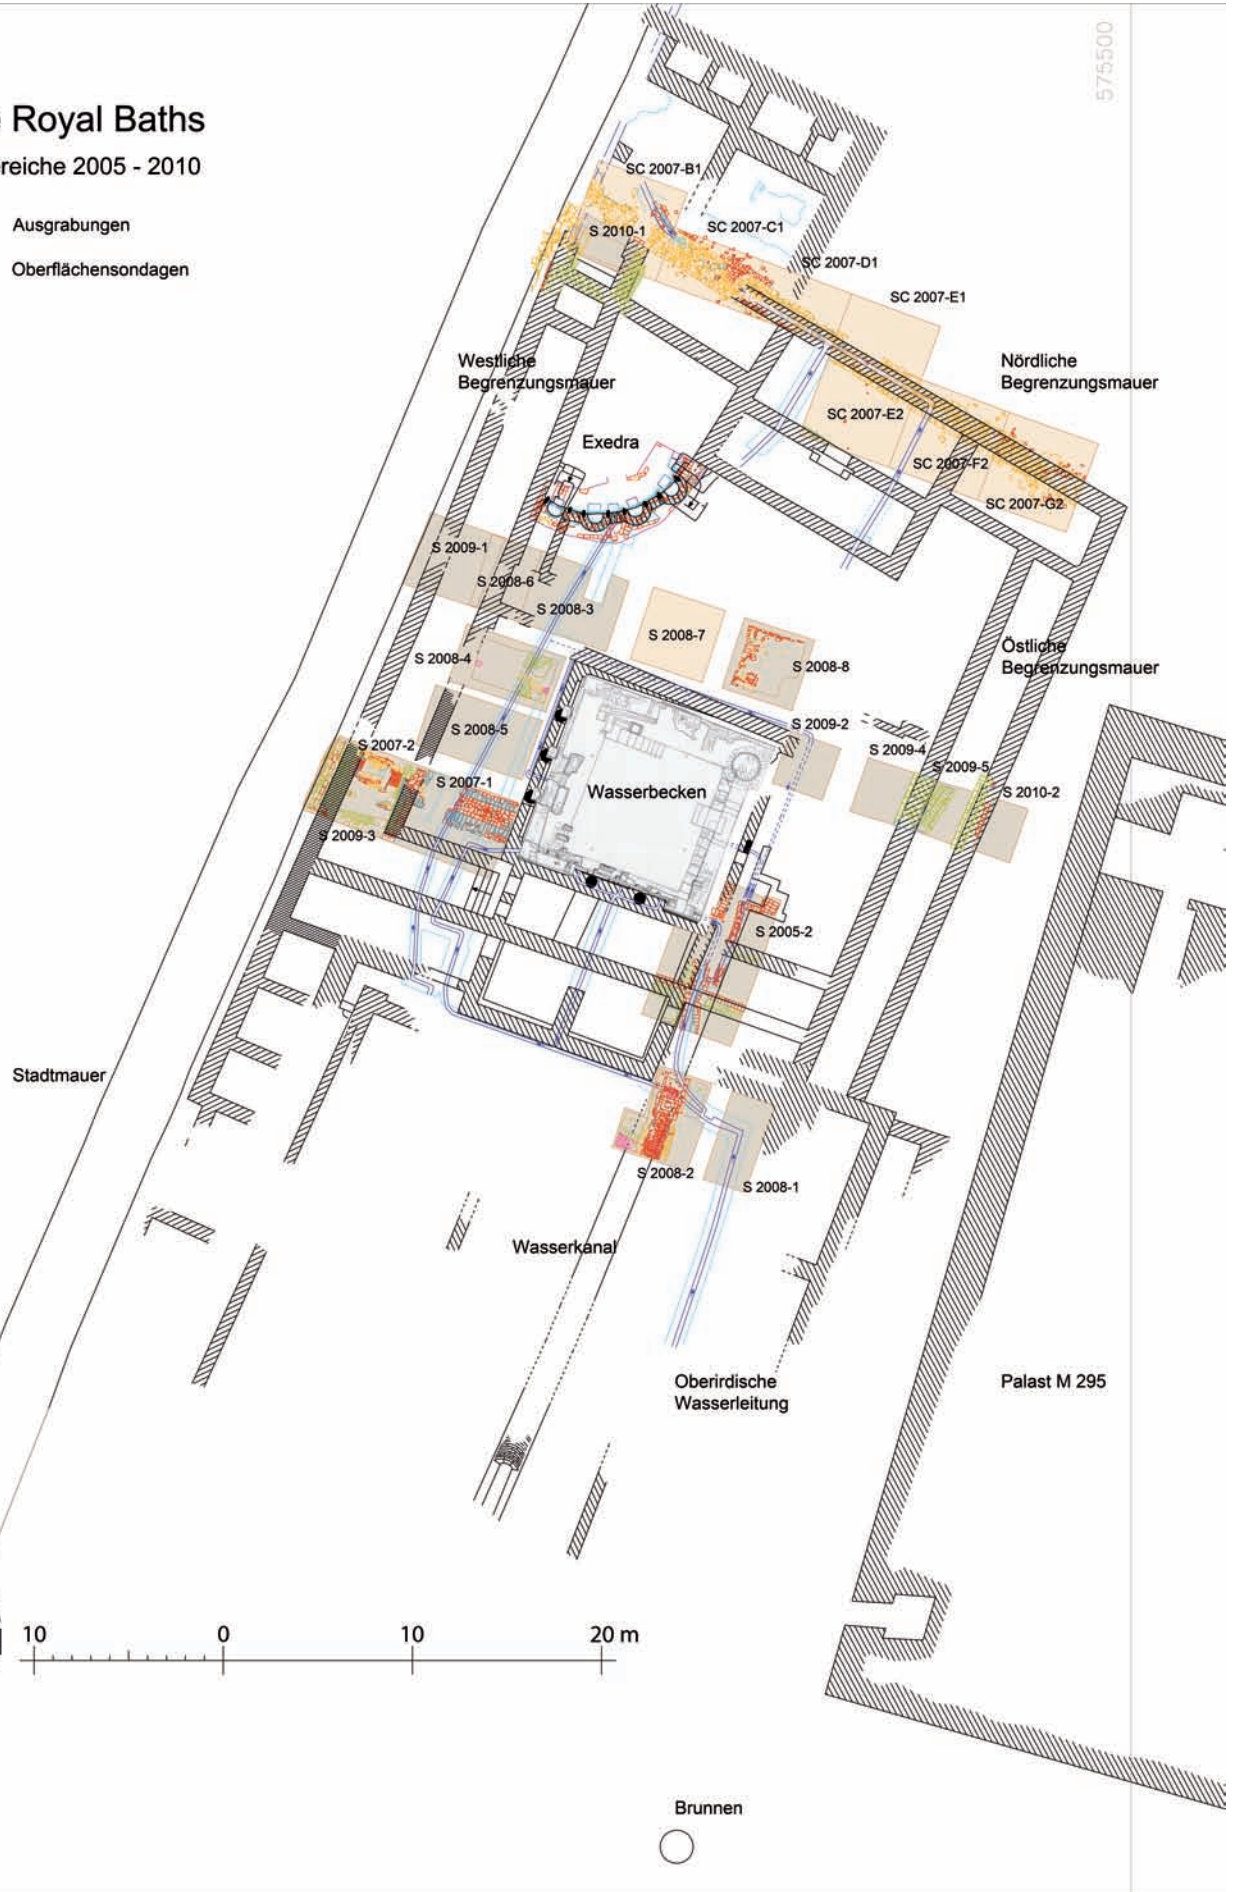 Royal Baths
reiche 2005 - 2010
Ausgrabungen
Oberflächensondagen
575500
SC 2007-B1
S 2010-1
SC 2007-C1
SC 2007-D1
SC 2007-E1
Westliche
Begrenzungsmauer
Nördliche
Begrenzungsmauer
SC 2007-E2
Exedra
SC 2007-F2
SC 2007-G2
S 2009-1
S 2008-6
S 2008-3
S 2008-7
S 2008-4
S 2008-8
Östliche
Begrenzungsmauer
S 2008-5
S 2009-2
S 2007-2
S 2009-4
S 2009-5
S 2007-1
Wasserbecken
S 2010-2
S 2009-3
S 2005-2
Stadtmauer
S 2008-2
S 2008-1
Wasserkanal
Oberirdische
Wasserleitung
Palast M 295
10 0 10 20 m
Brunnen